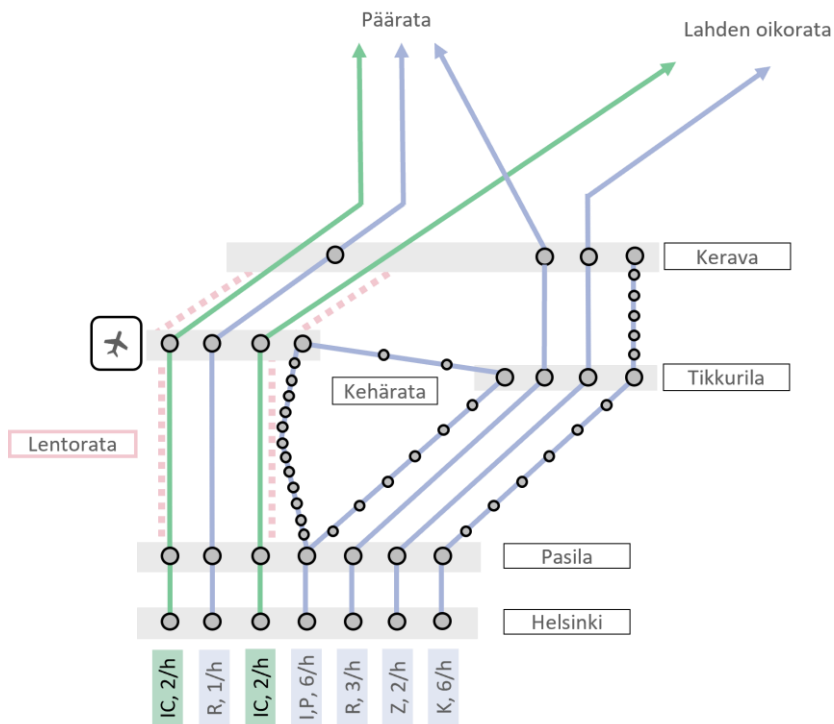 Päärata
Lahden oikorata
Kerava
Kehärata
Tikkurila
Lentorata
Pasila
Helsinki
IC, 2/h
R, 1/h
IC, 2/h
I,P, 6/h
R, 3/h
Z, 2/h
K, 6/h